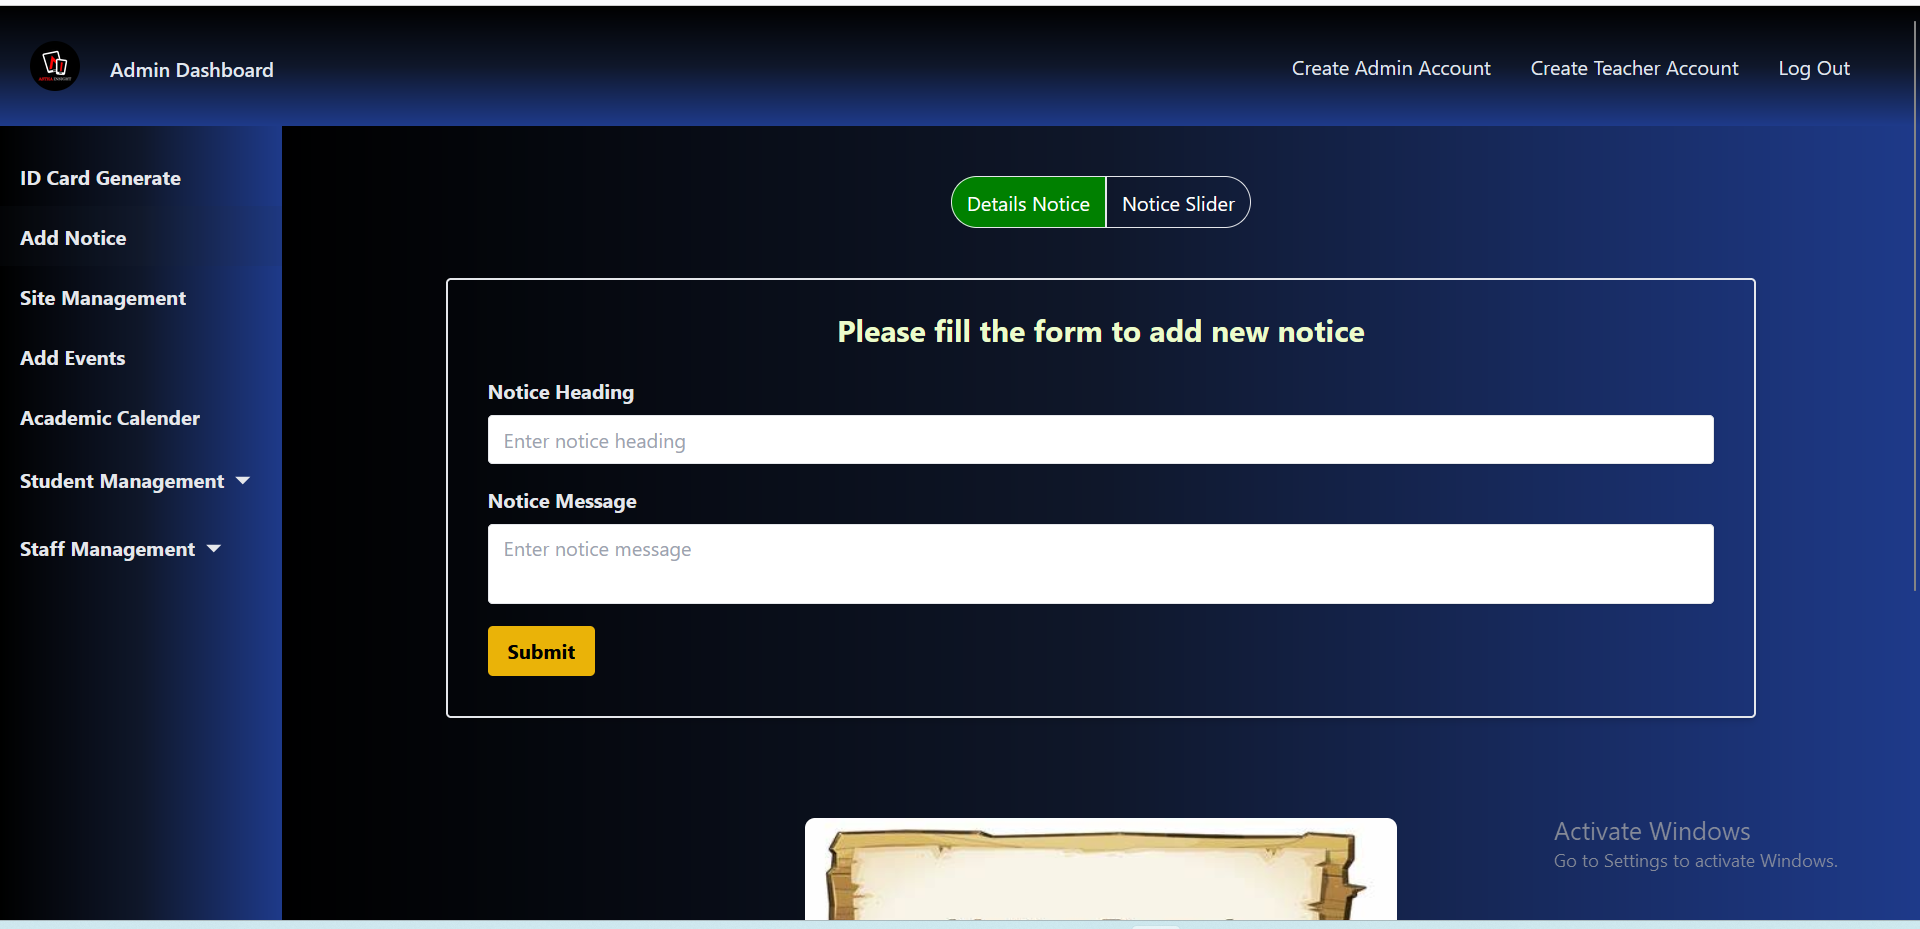 Admin Dashboard
Create Admin Account
Create Teacher Account
Log Out
ID Card Generate
Add Notice
Site Management
Add Events
Academic Calender
Student Management
Staff Management
Details Notice
Notice Slider
Please fill the form to add new notice
Notice Heading
Enter notice heading
Notice Message
Enter notice message
Submit
Activate Windows
Go to Settings to activate Windows.